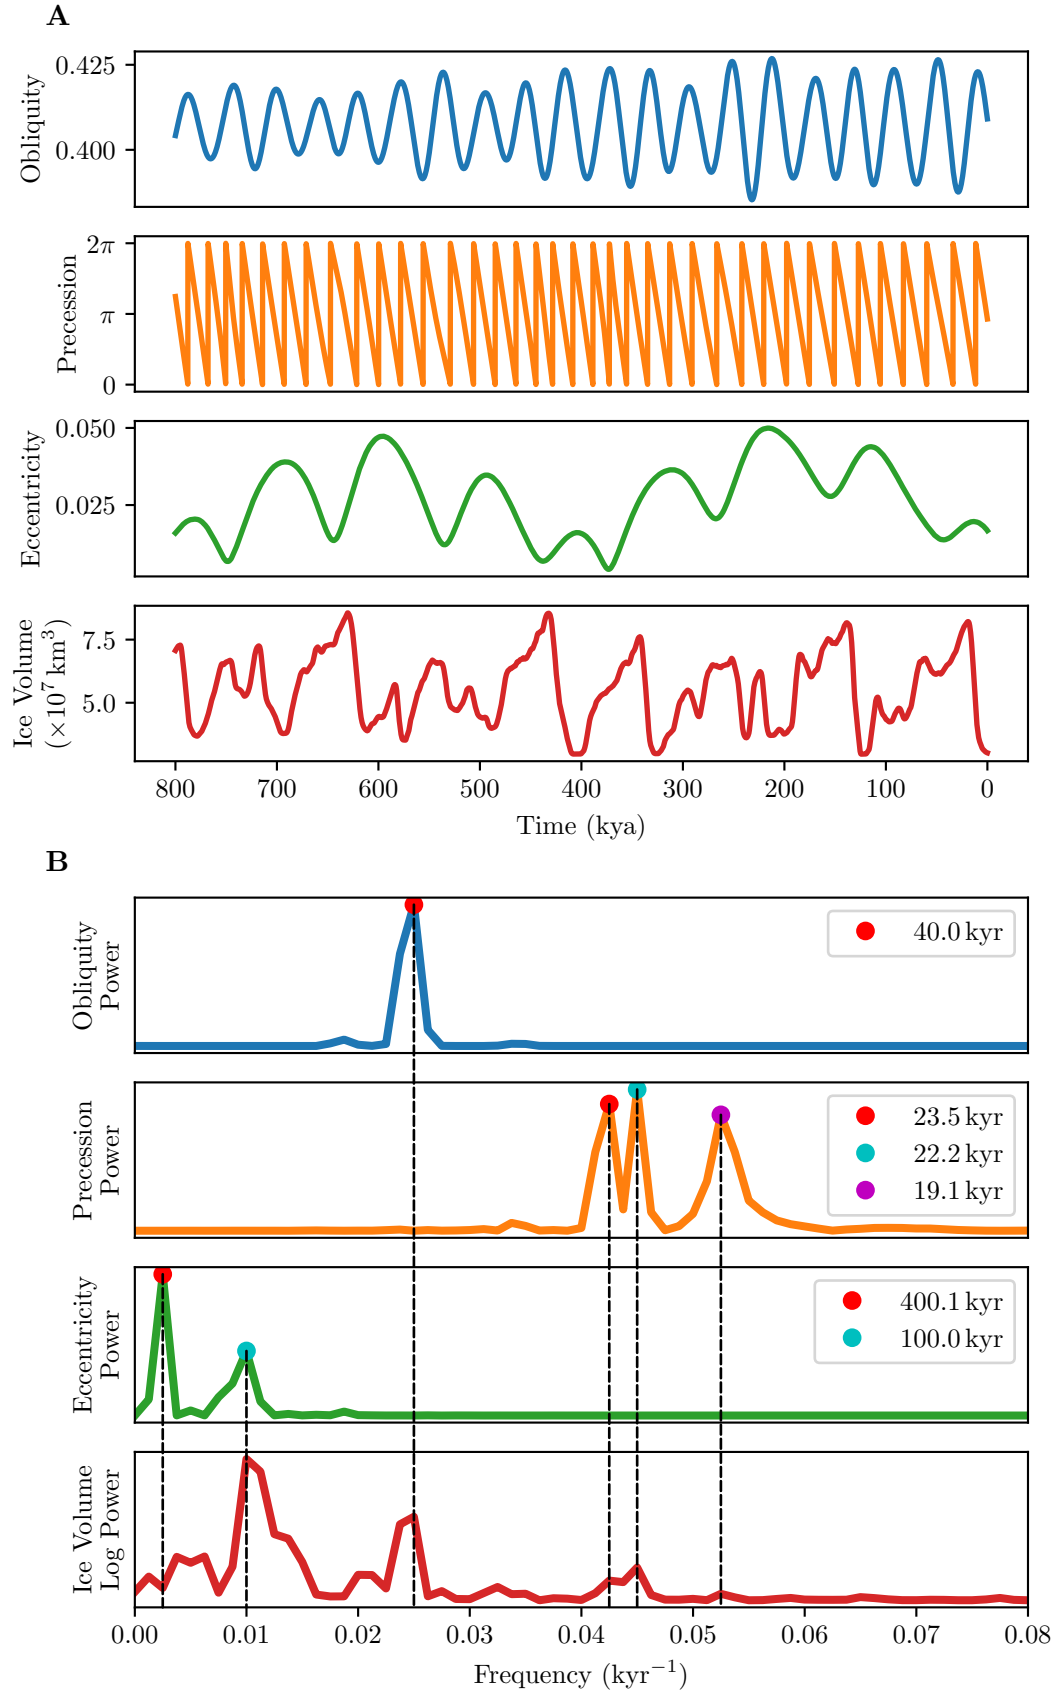 A
Obliquity
0.425
0.400
Precession
2π
π
0
Eccentricity
0.050
0.025
Ice Volume
(×10⁷ km³)
7.5
5.0
800 700 600 500 400 300 200 100 0
Time (kya)
B
Obliquity
Power
40.0 kyr
Precession
Power
23.5 kyr
22.2 kyr
19.1 kyr
Eccentricity
Power
400.1 kyr
100.0 kyr
Ice Volume
Log Power
0.00 0.01 0.02 0.03 0.04 0.05 0.06 0.07 0.08
Frequency (kyr⁻¹)